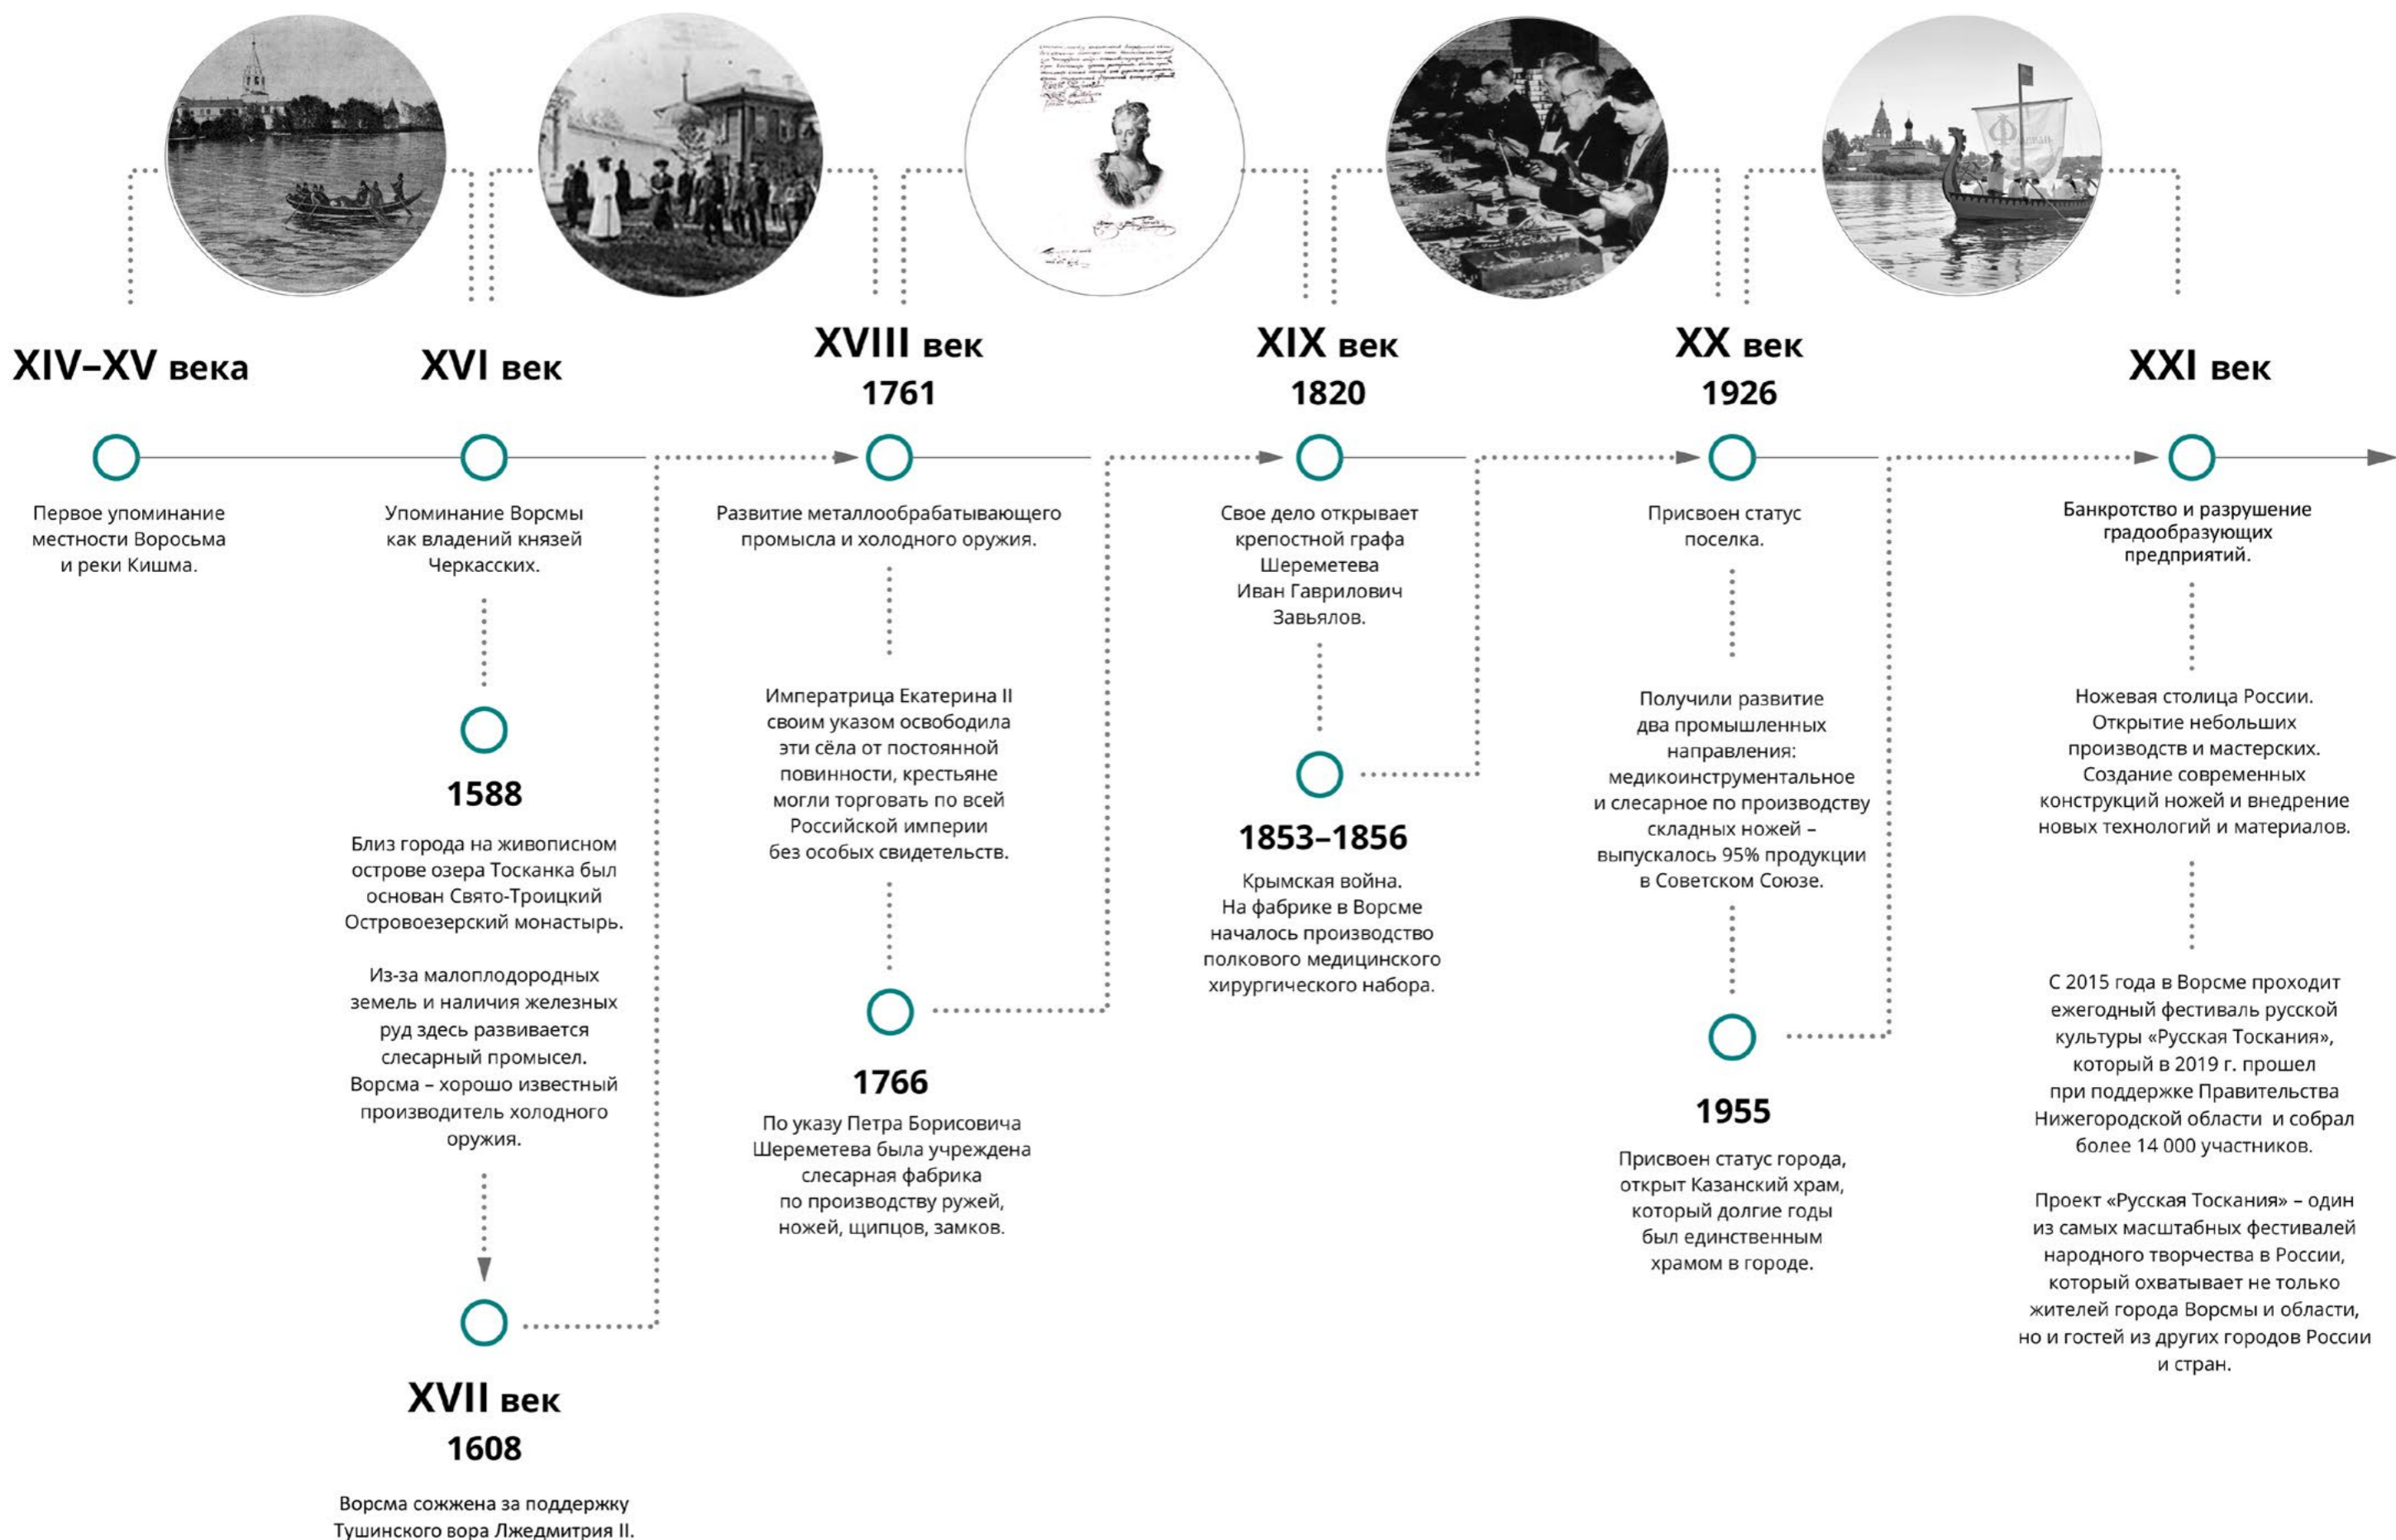 XIV–XV века
Первое упоминание
местности Воросьма
и реки Кишма.
XVI век
Упоминание Ворсмы
как владений князей
Черкасских.
1588
Близ города на живописном
острове озера Тосканка был
основан Свято-Троицкий
Островоезерский монастырь.
Из-за малоплодородных
земель и наличия железных
руд здесь развивается
слесарный промысел.
Ворсма – хорошо известный
производитель холодного
оружия.
XVII век
1608
Ворсма сожжена за поддержку
Тушинского вора Лжедмитрия II.
XVIII век
1761
Развитие металлообрабатывающего
промысла и холодного оружия.
Императрица Екатерина II
своим указом освободила
эти сёла от постоянной
повинности, крестьяне
могли торговать по всей
Российской империи
без особых свидетельств.
1766
По указу Петра Борисовича
Шереметева была учреждена
слесарная фабрика
по производству ружей,
ножей, щипцов, замков.
XIX век
1820
Свое дело открывает
крепостной графа
Шереметева
Иван Гаврилович
Завьялов.
1853–1856
Крымская война.
На фабрике в Ворсме
началось производство
полкового медицинского
хирургического набора.
XX век
1926
Присвоен статус
поселка.
Получили развитие
два промышленных
направления:
медикоинструментальное
и слесарное по производству
складных ножей –
выпускалось 95% продукции
в Советском Союзе.
1955
Присвоен статус города,
открыт Казанский храм,
который долгие годы
был единственным
храмом в городе.
XXI век
Банкротство и разрушение
градообразующих
предприятий.
Ножевая столица России.
Открытие небольших
производств и мастерских.
Создание современных
конструкций ножей и внедрение
новых технологий и материалов.
С 2015 года в Ворсме проходит
ежегодный фестиваль русской
культуры «Русская Тоскания»,
который в 2019 г. прошел
при поддержке Правительства
Нижегородской области и собрал
более 14 000 участников.
Проект «Русская Тоскания» – один
из самых масштабных фестивалей
народного творчества в России,
который охватывает не только
жителей города Ворсмы и области,
но и гостей из других городов России
и стран.